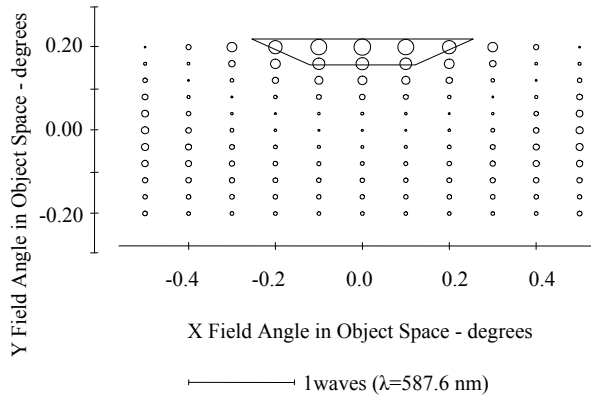 Y Field Angle in Object Space - degrees
0.20
0.00
-0.20
-0.4 -0.2 0.0 0.2 0.4
X Field Angle in Object Space - degrees
1waves (λ=587.6 nm)